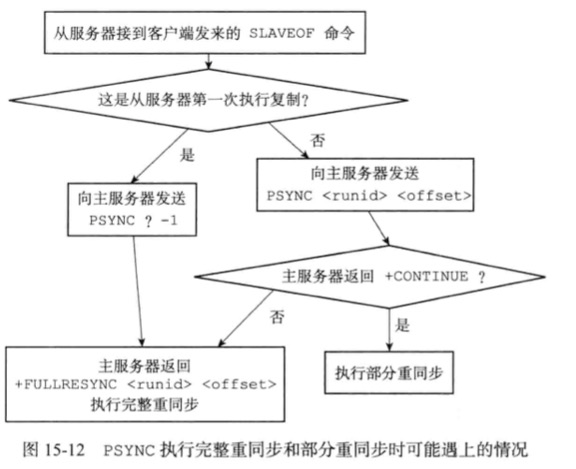 从服务器接到客户端发来的 SLAVEOF 命令
这是从服务器第一次执行复制?
是
否
向主服务器发送
PSYNC ? -1
向主服务器发送
PSYNC <runid> <offset>
主服务器返回 +CONTINUE ?
否
是
主服务器返回
+FULLRESYNC <runid> <offset>
执行完整重同步
执行部分重同步
图 15-12 PSYNC 执行完整重同步和部分重同步时可能遇上的情况